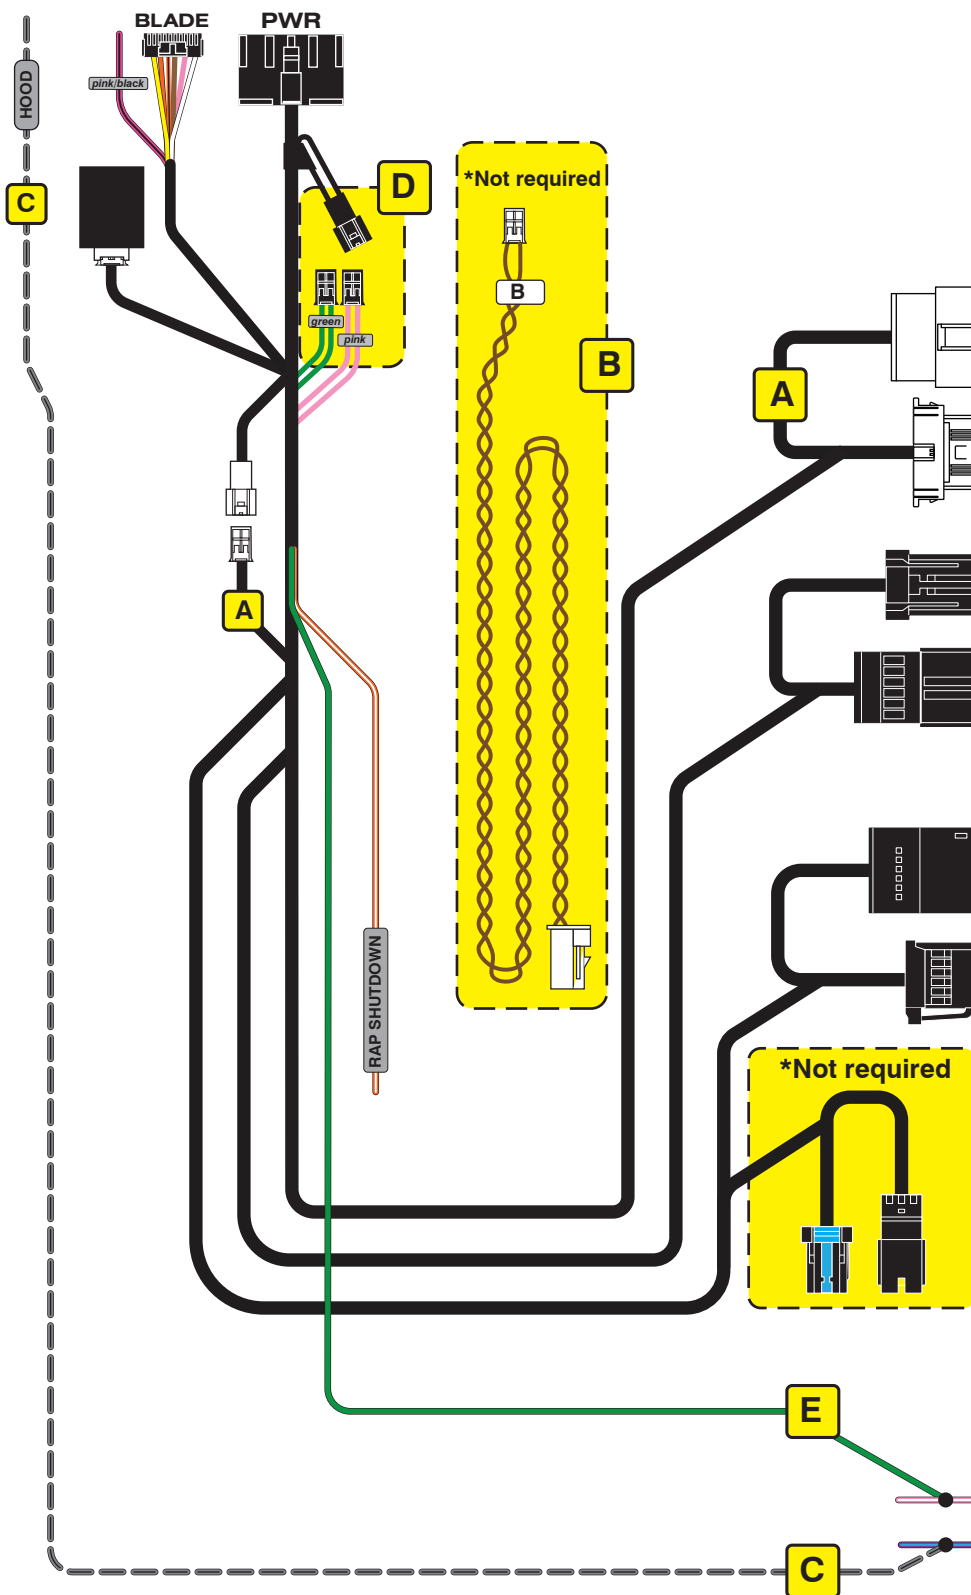 BLADE
PWR
HOOD
pink/black
C
D
*Not required
green
pink
B
B
A
A
RAP SHUTDOWN
*Not required
E
C